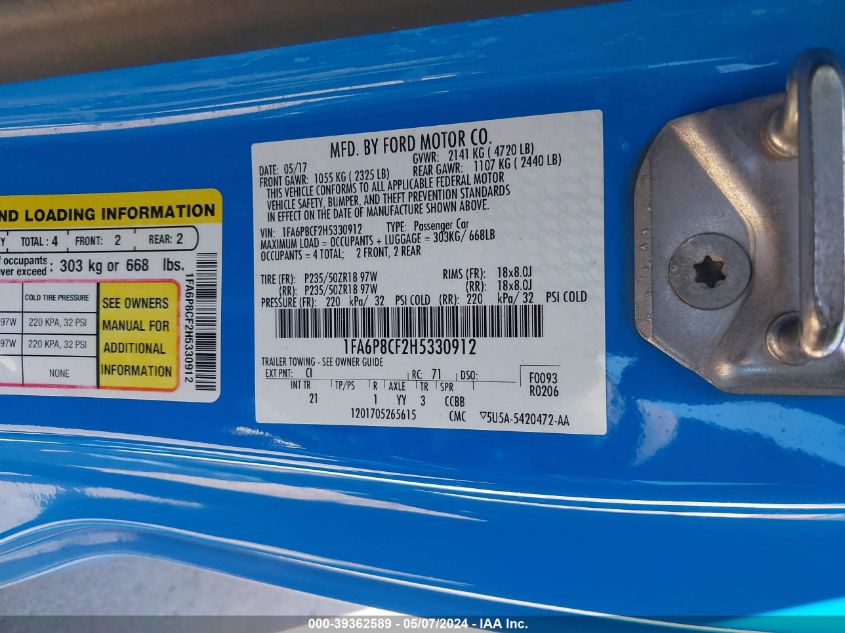 ND LOADING INFORMATION
Y TOTAL: 4 FRONT: 2 REAR: 2
f occupants
ver exceed : 303 kg or 668 lbs.
COLD TIRE PRESSURE
97W 220 KPA, 32 PSI
97W 220 KPA, 32 PSI
NONE
SEE OWNERS
MANUAL FOR
ADDITIONAL
INFORMATION
1FA6P8CF2H5330912
MFD. BY FORD MOTOR CO.
DATE: 05/17 GVWR: 2141 KG ( 4720 LB)
FRONT GAWR: 1055 KG ( 2325 LB) REAR GAWR: 1107 KG ( 2440 LB)
THIS VEHICLE CONFORMS TO ALL APPLICABLE FEDERAL MOTOR
VEHICLE SAFETY, BUMPER, AND THEFT PREVENTION STANDARDS
IN EFFECT ON THE DATE OF MANUFACTURE SHOWN ABOVE.
VIN: 1FA6P8CF2H5330912 TYPE: Passenger Car
MAXIMUM LOAD = OCCUPANTS + LUGGAGE = 303KG/ 668LB
OCCUPANTS = 4 TOTAL; 2 FRONT, 2 REAR
TIRE (FR): P235/50ZR18 97W RIMS (FR): 18x8.0J
(RR): P235/50ZR18 97W (RR): 18x8.0J
PRESSURE (FR): 220 kPa/ 32 PSI COLD (RR): 220 kPa/ 32 PSI COLD
1FA6P8CF2H5330912
TRAILER TOWING - SEE OWNER GUIDE
EXT PNT: CI RC: 71 DSO: F0093
INT TR TP/PS R AXLE TR SPR R0206
21 1 YY 3 CCBB
1201705265615 CMC ▽5U5A-5420472-AA
000-39362589 - 05/07/2024 - IAA Inc.